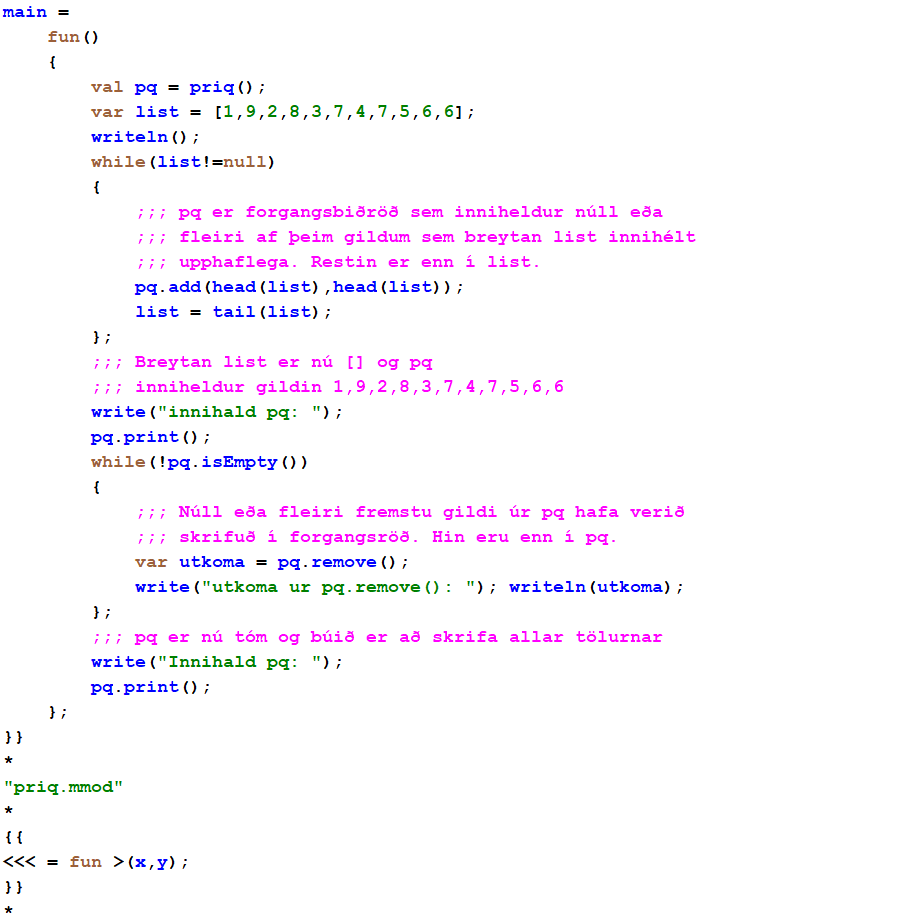 main =
    fun()
    {
        val pq = priq();
        var list = [1,9,2,8,3,7,4,7,5,6,6];
        writeln();
        while(list!=null)
        {
            ;;; pq er forgangsbiðröð sem inniheldur núll eða
            ;;; fleiri af þeim gildum sem breytan list innihélt
            ;;; upphaflega. Restin er enn í list.
            pq.add(head(list),head(list));
            list = tail(list);
        };
        ;;; Breytan list er nú [] og pq
        ;;; inniheldur gildin 1,9,2,8,3,7,4,7,5,6,6
        write("innihald pq: ");
        pq.print();
        while(!pq.isEmpty())
        {
            ;;; Núll eða fleiri fremstu gildi úr pq hafa verið
            ;;; skrifuð í forgangsröð. Hin eru enn í pq.
            var utkoma = pq.remove();
            write("utkoma ur pq.remove(): "); writeln(utkoma);
        };
        ;;; pq er nú tóm og búið er að skrifa allar tölurnar
        write("Innihald pq: ");
        pq.print();
    };
}}
*
"priq.mmod"
*
{{
<<< = fun >(x,y);
}}
*